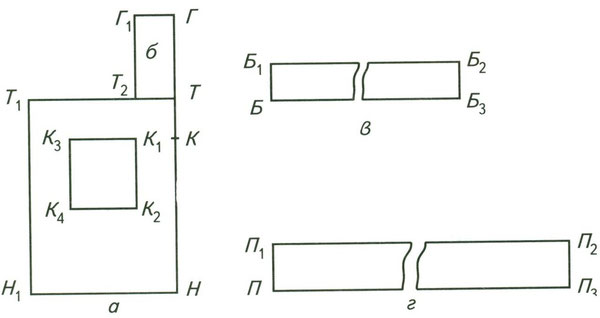 Г₁ Г
б
Т₁ Т₂ Т
К₃ К₁ К
К₄ К₂
Н₁ Н
а
Б₁ Б₂
Б Б₃
в
П₁ П₂
П П₃
г